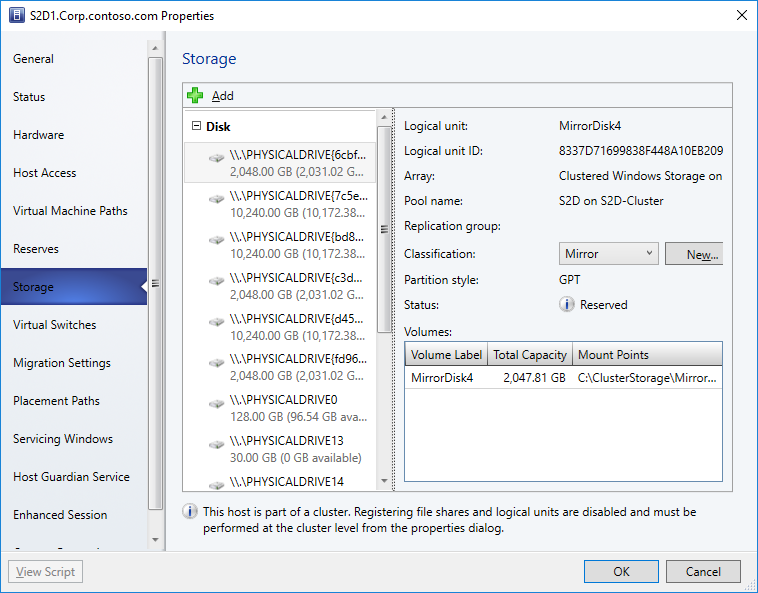 S2D1.Corp.contoso.com Properties
General
Status
Hardware
Host Access
Virtual Machine Paths
Reserves
Storage
Virtual Switches
Migration Settings
Placement Paths
Servicing Windows
Host Guardian Service
Enhanced Session
Storage
Add
Disk
\\.\PHYSICALDRIVE{6cbf...
2,048.00 GB (2,031.02 G...
\\.\PHYSICALDRIVE{7c5e...
10,240.00 GB (10,172.38...
\\.\PHYSICALDRIVE{bd8...
10,240.00 GB (10,172.38...
\\.\PHYSICALDRIVE{c3d...
2,048.00 GB (2,031.02 G...
\\.\PHYSICALDRIVE{d45...
10,240.00 GB (10,172.38...
\\.\PHYSICALDRIVE{fd96...
2,048.00 GB (2,031.02 G...
\\.\PHYSICALDRIVE0
128.00 GB (96.54 GB ava...
\\.\PHYSICALDRIVE13
30.00 GB (0 GB available)
\\.\PHYSICALDRIVE14
Logical unit: MirrorDisk4
Logical unit ID: 8337D71699838F448A10EB209
Array: Clustered Windows Storage on
Pool name: S2D on S2D-Cluster
Replication group:
Classification: Mirror New...
Partition style: GPT
Status: Reserved
Volumes:
Volume Label Total Capacity Mount Points
MirrorDisk4 2,047.81 GB C:\ClusterStorage\Mirror...
This host is part of a cluster. Registering file shares and logical units are disabled and must be
performed at the cluster level from the properties dialog.
View Script OK Cancel